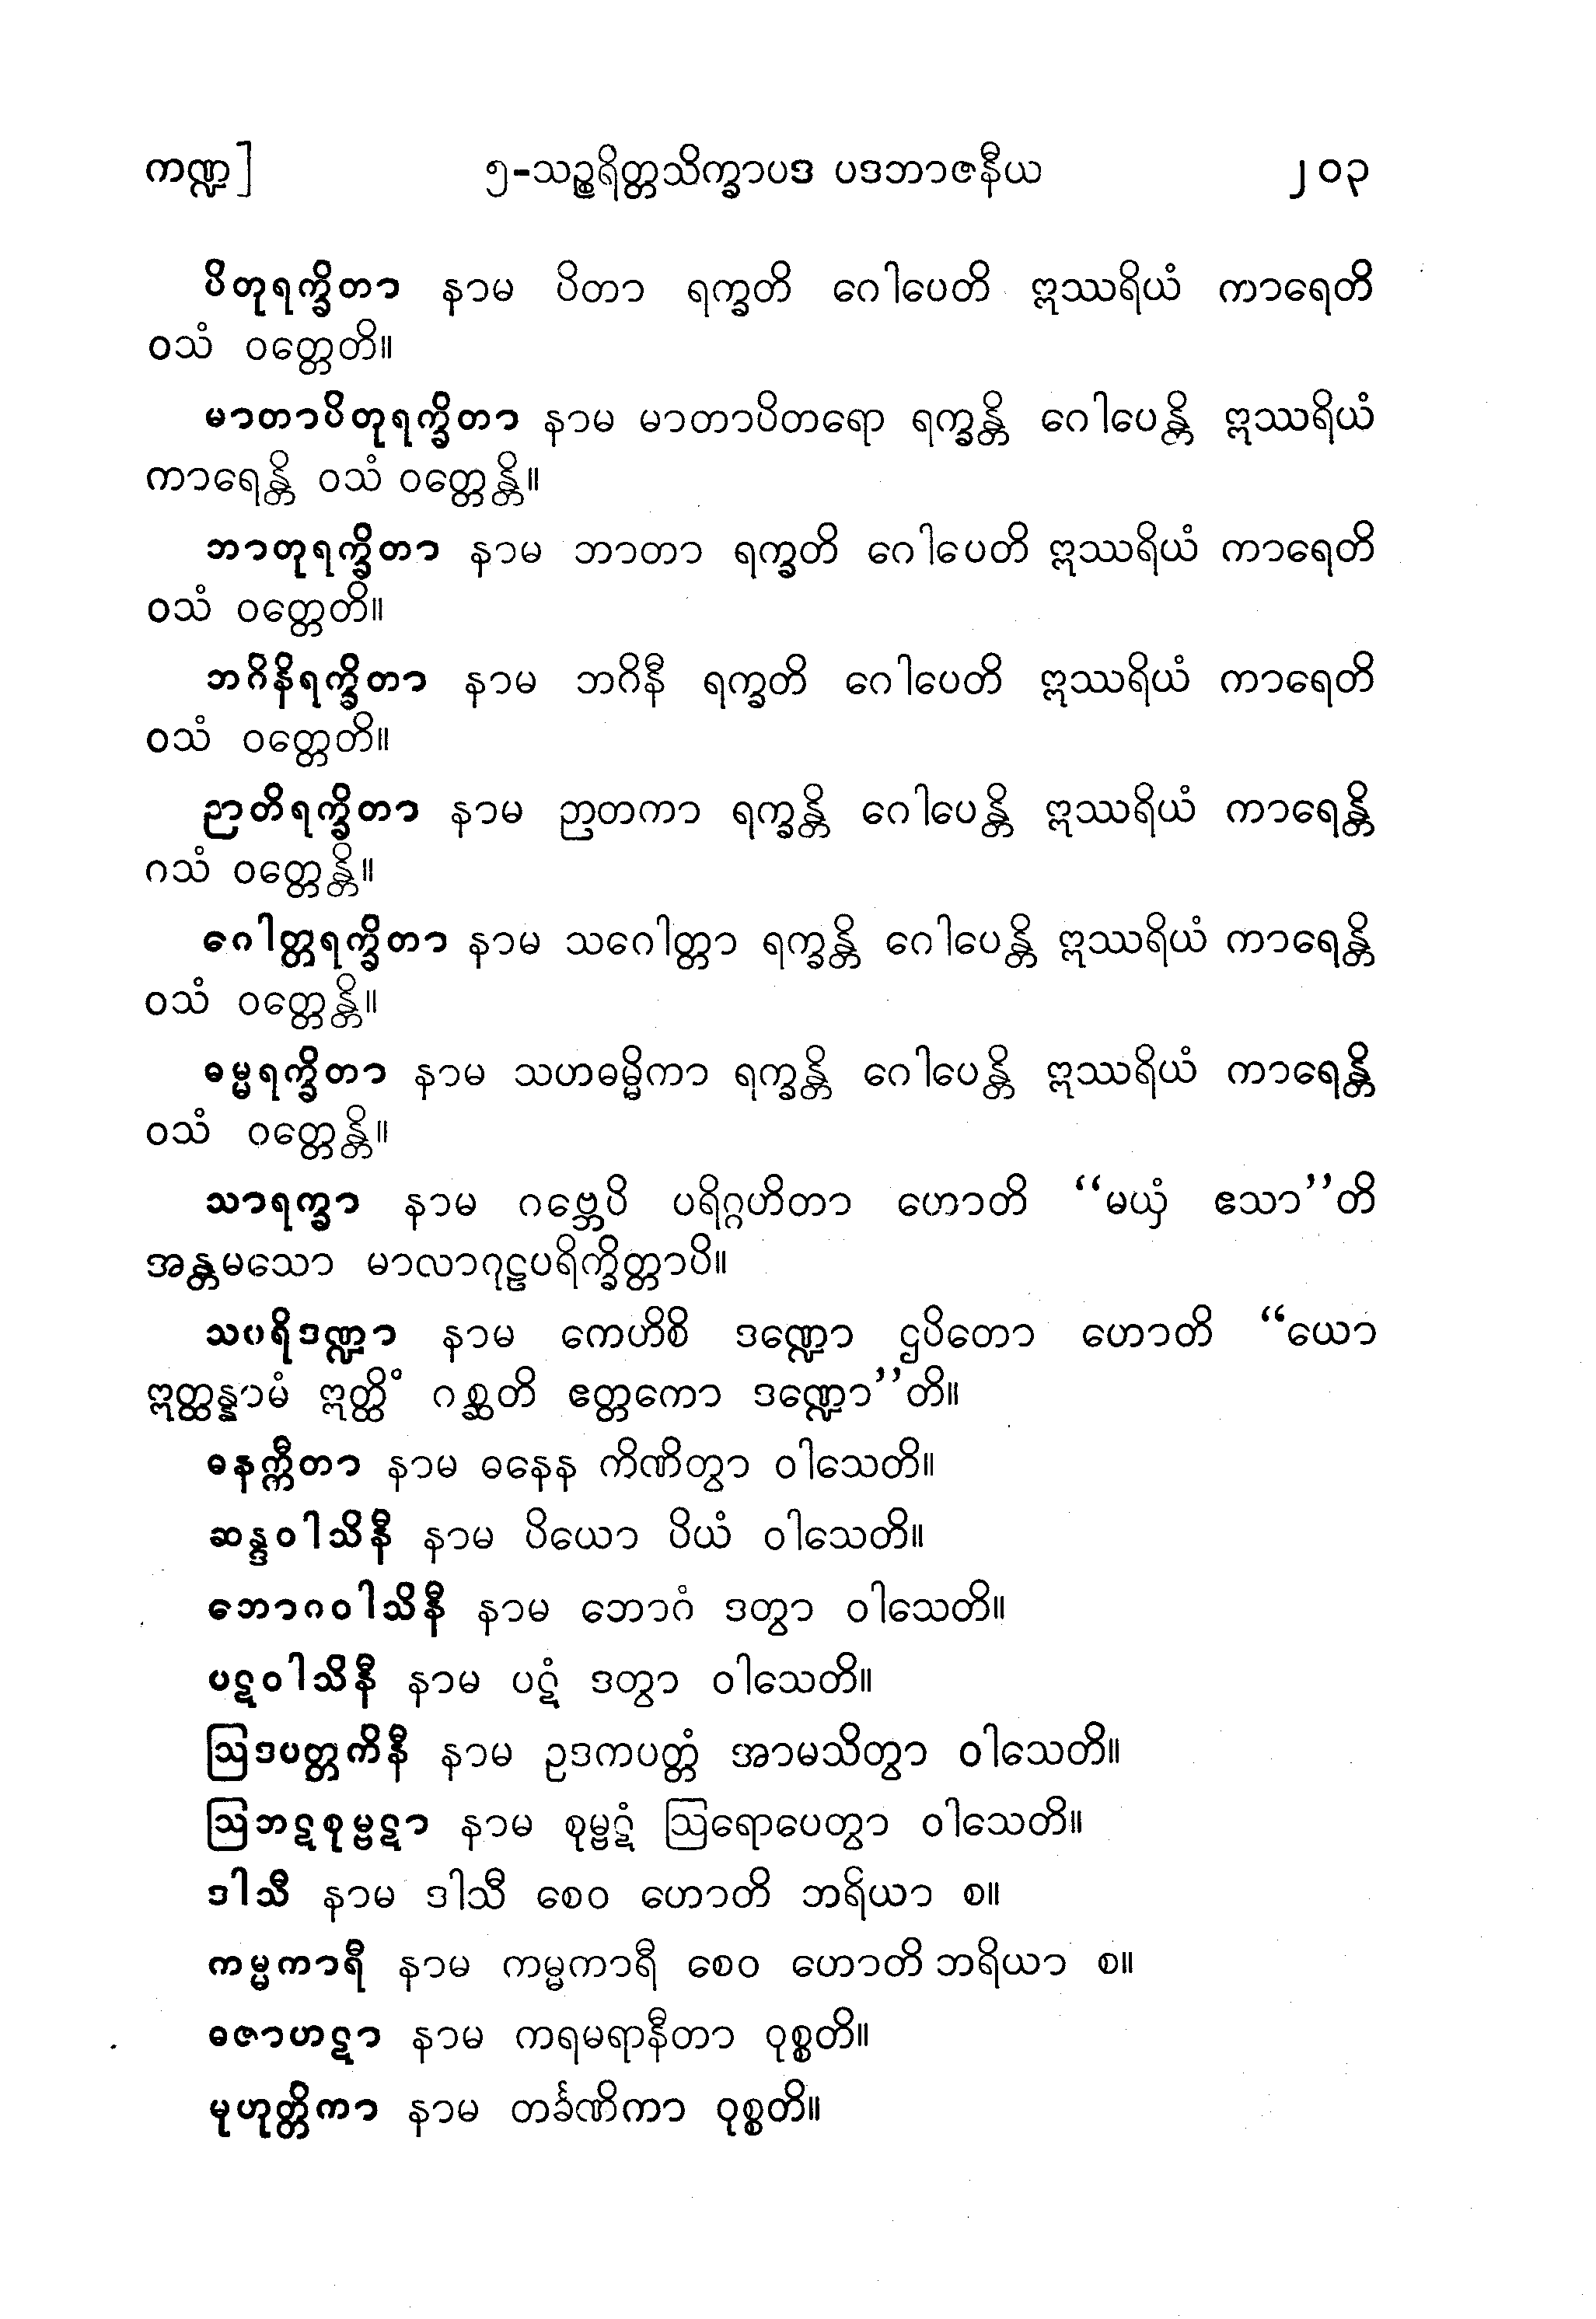 ကဏ္ဍ] ၅-သဉ္စရိတ္တသိက္ခာပဒ ပဒဘာဇနီယ ၂၀၃
ပိတုရက္ခိတာ နာမ ပိတာ ရက္ခတိ ဂေါပေတိ ဣဿရိယံ ကာရေတိ
ဝသံ ဝတ္တေတိ။
မာတာပိတုရက္ခိတာ နာမ မာတာပိတရော ရက္ခန္တိ ဂေါပေန္တိ ဣဿရိယံ
ကာရေန္တိ ဝသံ ဝတ္တေန္တိ။
ဘာတုရက္ခိတာ နာမ ဘာတာ ရက္ခတိ ဂေါပေတိ ဣဿရိယံ ကာရေတိ
ဝသံ ဝတ္တေတိ။
ဘဂိနိရက္ခိတာ နာမ ဘဂိနီ ရက္ခတိ ဂေါပေတိ ဣဿရိယံ ကာရေတိ
ဝသံ ဝတ္တေတိ။
ဉာတိရက္ခိတာ နာမ ဉာတကာ ရက္ခန္တိ ဂေါပေန္တိ ဣဿရိယံ ကာရေန္တိ
ဂသံ ဝတ္တေန္တိ။
ဂေါတ္တရက္ခိတာ နာမ သဂေါတ္တာ ရက္ခန္တိ ဂေါပေန္တိ ဣဿရိယံ ကာရေန္တိ
ဝသံ ဝတ္တေန္တိ။
ဓမ္မရက္ခိတာ နာမ သဟဓမ္မိကာ ရက္ခန္တိ ဂေါပေန္တိ ဣဿရိယံ ကာရေန္တိ
ဝသံ ဝတ္တေန္တိ။
သာရက္ခာ နာမ ဂဗ္ဘေပိ ပရိဂ္ဂဟိတာ ဟောတိ “မယှံ ဧသာ”တိ
အန္တမသော မာလာဂုဠပရိက္ခိတ္တာပိ။
သပရိဒဏ္ဍာ နာမ ကေဟိစိ ဒဏ္ဍော ဌပိတော ဟောတိ “ယော
ဣတ္ထန္နာမံ ဣတ္ထိံ ဂစ္ဆတိ ဧတ္တကော ဒဏ္ဍော”တိ။
ဓနက္ကီတာ နာမ ဓနေန ကိဏိတွာ ဝါသေတိ။
ဆန္ဒဝါသိနီ နာမ ပိယော ပိယံ ဝါသေတိ။
ဘောဂဝါသိနီ နာမ ဘောဂံ ဒတွာ ဝါသေတိ။
ပဋဝါသိနီ နာမ ပဋံ ဒတွာ ဝါသေတိ။
ဩဒပတ္တကိနီ နာမ ဥဒကပတ္တံ အာမသိတွာ ဝါသေတိ။
ဩဘဋစုမ္ဗဋာ နာမ စုမ္ဗဋံ ဩရောပေတွာ ဝါသေတိ။
ဒါသီ နာမ ဒါသီ စေဝ ဟောတိ ဘရိယာ စ။
ကမ္မကာရီ နာမ ကမ္မကာရီ စေဝ ဟောတိ ဘရိယာ စ။
ဓဇာဟဋာ နာမ ကရမရာနီတာ ဝုစ္စတိ။
မုဟုတ္တိကာ နာမ တင်္ခဏိကာ ဝုစ္စတိ။